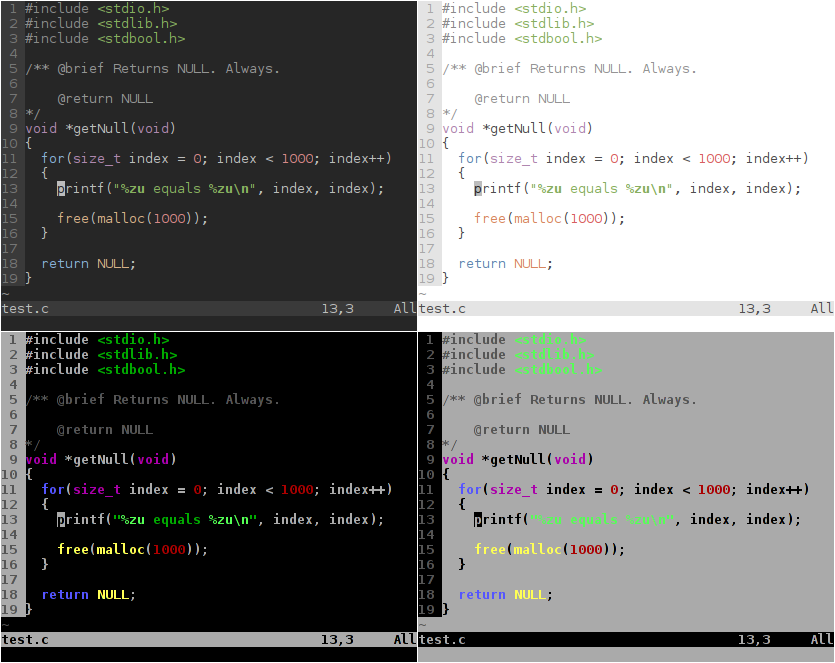 1 #include <stdio.h>
2 #include <stdlib.h>
3 #include <stdbool.h>
4
5 /** @brief Returns NULL. Always.
6
7     @return NULL
8 */
9 void *getNull(void)
10 {
11   for(size_t index = 0; index < 1000; index++)
12   {
13     printf("%zu equals %zu\n", index, index);
14
15     free(malloc(1000));
16   }
17
18   return NULL;
19 }
~
test.c 13,3 All
1 #include <stdio.h>
2 #include <stdlib.h>
3 #include <stdbool.h>
4
5 /** @brief Returns NULL. Always.
6
7     @return NULL
8 */
9 void *getNull(void)
10 {
11   for(size_t index = 0; index < 1000; index++)
12   {
13     printf("%zu equals %zu\n", index, index);
14
15     free(malloc(1000));
16   }
17
18   return NULL;
19 }
~
test.c 13,3 All
1 #include <stdio.h>
2 #include <stdlib.h>
3 #include <stdbool.h>
4
5 /** @brief Returns NULL. Always.
6
7     @return NULL
8 */
9 void *getNull(void)
10 {
11   for(size_t index = 0; index < 1000; index++)
12   {
13     printf("%zu equals %zu\n", index, index);
14
15     free(malloc(1000));
16   }
17
18   return NULL;
19 }
~
test.c 13,3 All
1 #include <stdio.h>
2 #include <stdlib.h>
3 #include <stdbool.h>
4
5 /** @brief Returns NULL. Always.
6
7     @return NULL
8 */
9 void *getNull(void)
10 {
11   for(size_t index = 0; index < 1000; index++)
12   {
13     printf("%zu equals %zu\n", index, index);
14
15     free(malloc(1000));
16   }
17
18   return NULL;
19 }
~
test.c 13,3 All